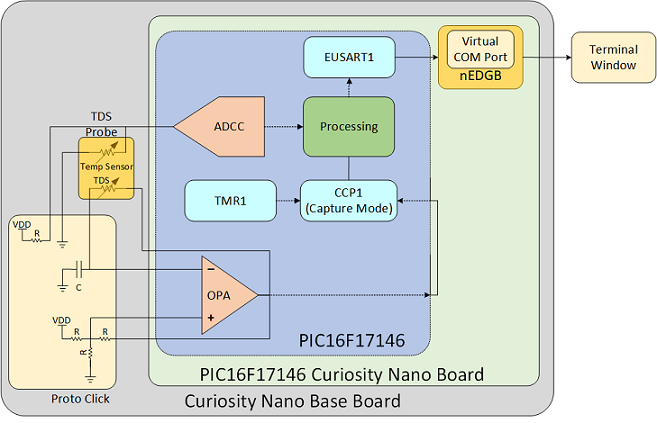 EUSART1
Virtual
COM Port
nEDGB
Terminal
Window
TDS
Probe
Temp Sensor
TDS
ADCC
Processing
TMR1
CCP1
(Capture Mode)
VDD
R
C
OPA
VDD
R
R
R
PIC16F17146
PIC16F17146 Curiosity Nano Board
Proto Click
Curiosity Nano Base Board